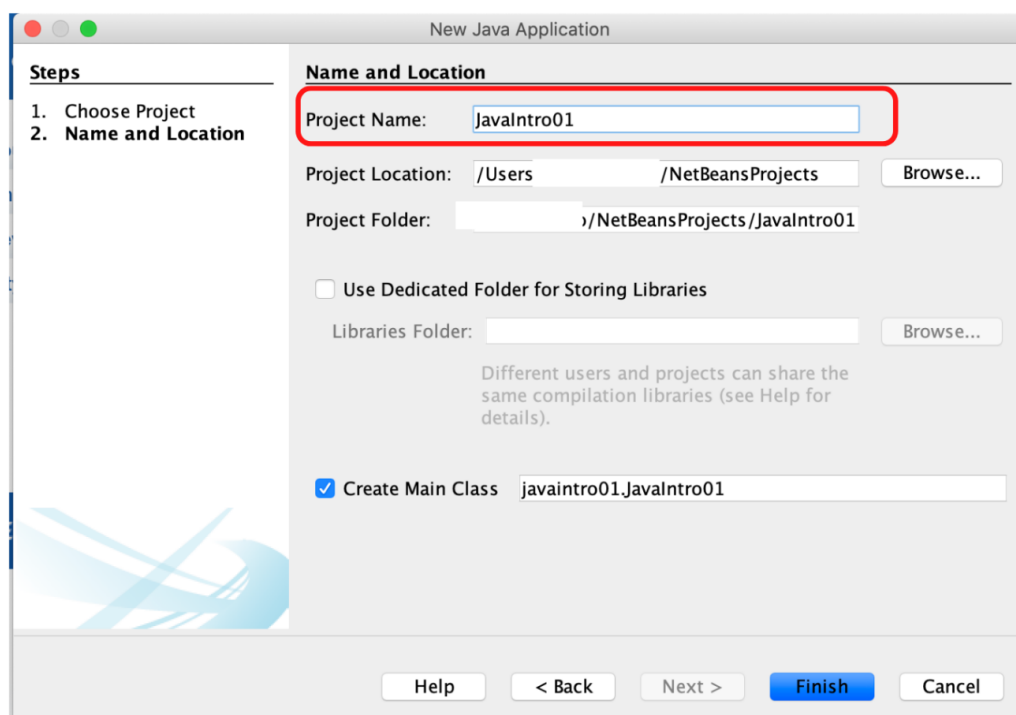 New Java Application
Steps
1. Choose Project
2. Name and Location
Name and Location
Project Name: JavaIntro01
Project Location: /Users /NetBeansProjects Browse...
Project Folder: /NetBeansProjects/JavaIntro01
Use Dedicated Folder for Storing Libraries
Libraries Folder: Browse...
Different users and projects can share the
same compilation libraries (see Help for
details).
Create Main Class javaintro01.JavaIntro01
Help < Back Next > Finish Cancel